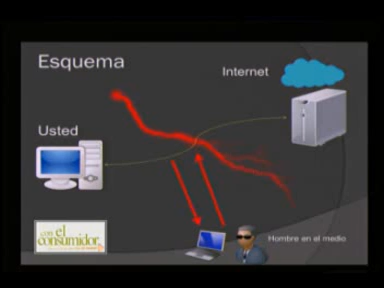 Esquema
Internet
Usted
con el
consumidor
Hombre en el medio